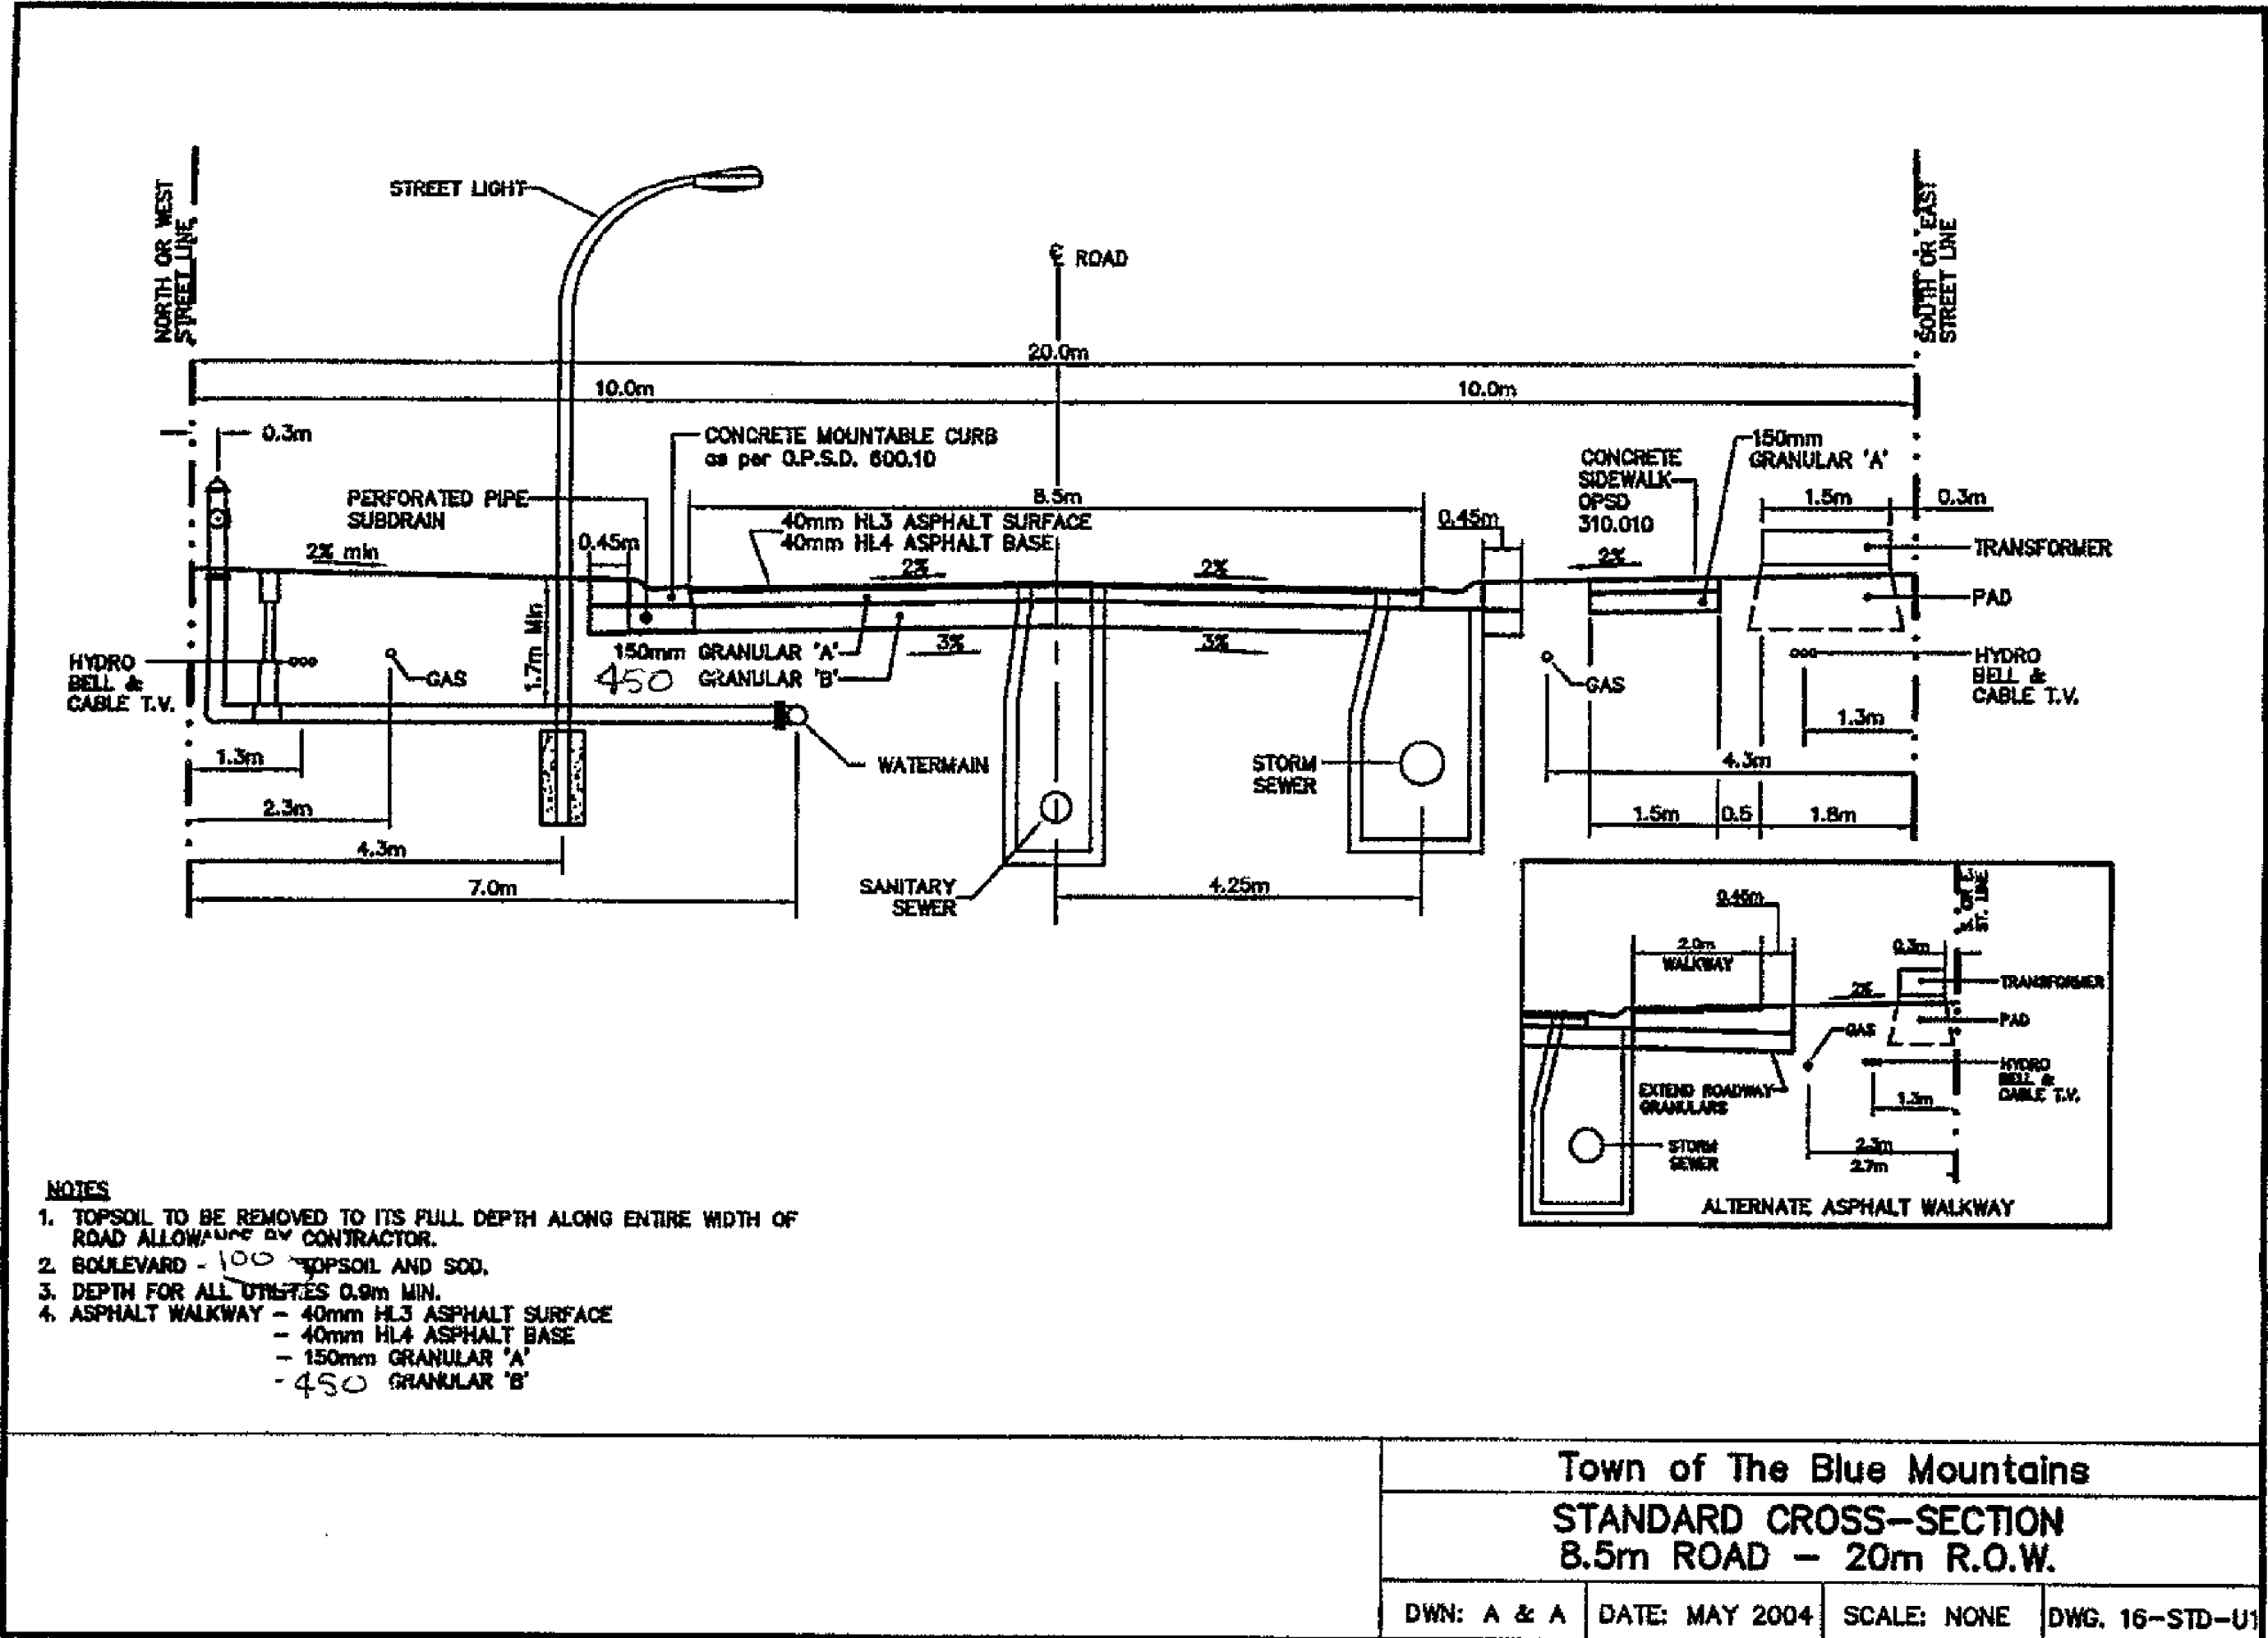 NORTH OR WEST
STREET LINE
STREET LIGHT
℄ ROAD
SOUTH OR EAST
STREET LINE
20.0m
10.0m
10.0m
0.3m
CONCRETE MOUNTABLE CURB
as per O.P.S.D. 600.10
PERFORATED PIPE
SUBDRAIN
8.5m
40mm HL3 ASPHALT SURFACE
40mm HL4 ASPHALT BASE
CONCRETE
SIDEWALK
OPSD
310.010
150mm
GRANULAR 'A'
1.5m
0.3m
0.45m
0.45m
2% min
2%
2%
2%
TRANSFORMER
PAD
1.7m Min
150mm GRANULAR 'A'
450 GRANULAR 'B'
3%
3%
HYDRO
BELL &
CABLE T.V.
GAS
GAS
HYDRO
BELL &
CABLE T.V.
1.3m
1.3m
WATERMAIN
STORM
SEWER
4.3m
2.3m
1.5m
0.5
1.8m
4.3m
7.0m
SANITARY
SEWER
4.25m
0.45m
ST. LINE
2.0m
WALKWAY
0.3m
2%
TRANSFORMER
PAD
GAS
EXTEND ROADWAY
GRANULARS
HYDRO
BELL &
CABLE T.V.
1.3m
STORM
SEWER
2.3m
2.7m
ALTERNATE ASPHALT WALKWAY
NOTES
1. TOPSOIL TO BE REMOVED TO ITS FULL DEPTH ALONG ENTIRE WIDTH OF
ROAD ALLOWANCE BY CONTRACTOR.
2. BOULEVARD - 100 TOPSOIL AND SOD.
3. DEPTH FOR ALL UTILITIES 0.9m MIN.
4. ASPHALT WALKWAY - 40mm HL3 ASPHALT SURFACE
- 40mm HL4 ASPHALT BASE
- 150mm GRANULAR 'A'
- 450 GRANULAR 'B'
Town of The Blue Mountains
STANDARD CROSS-SECTION
8.5m ROAD - 20m R.O.W.
DWN: A & A
DATE: MAY 2004
SCALE: NONE
DWG. 16-STD-U1